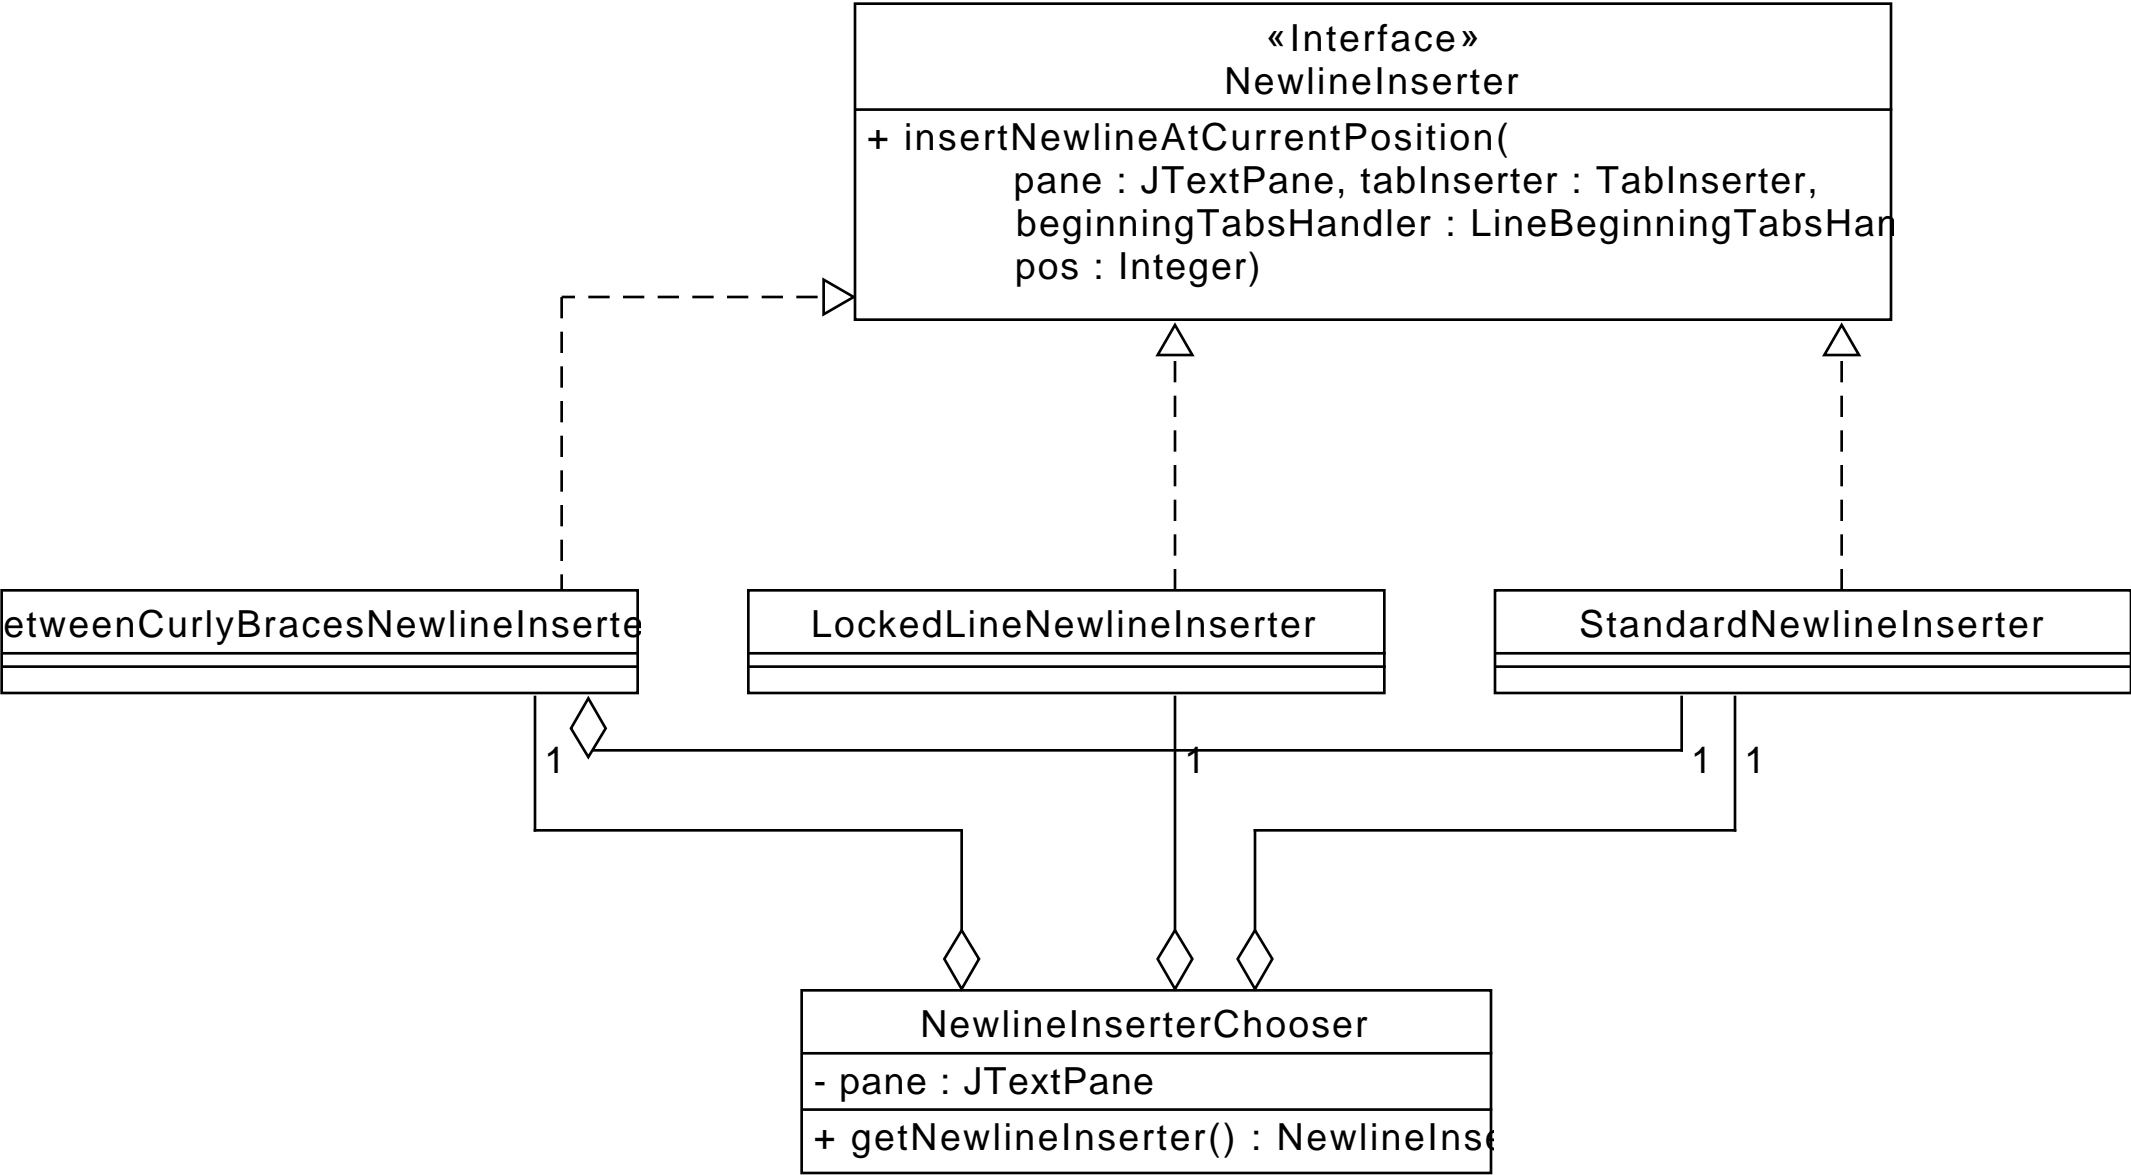 «Interface»
NewlineInserter
+ insertNewlineAtCurrentPosition(
pane : JTextPane, tabInserter : TabInserter,
beginningTabsHandler : LineBeginningTabsHan
pos : Integer)
etweenCurlyBracesNewlineInserte
LockedLineNewlineInserter
StandardNewlineInserter
1
1
1
1
NewlineInserterChooser
- pane : JTextPane
+ getNewlineInserter() : NewlineInse